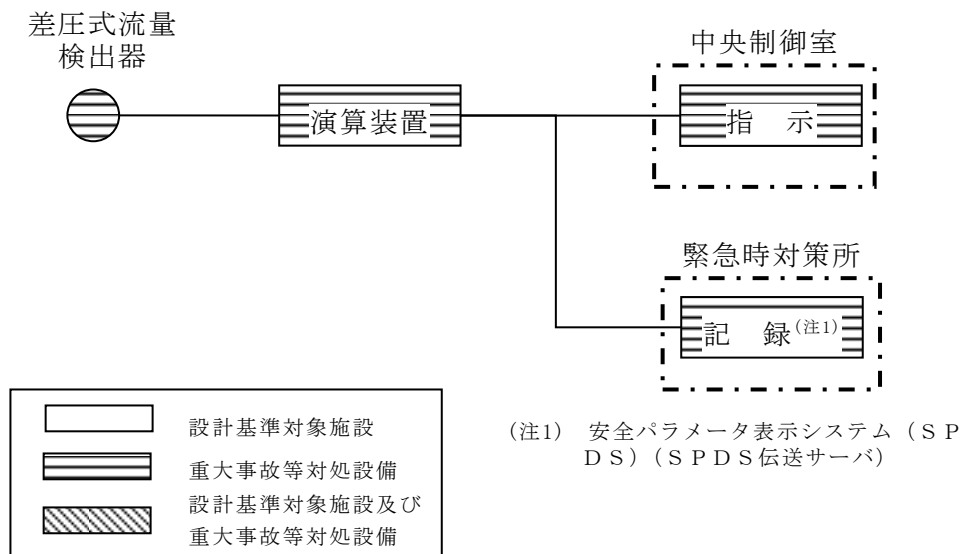 差圧式流量
検出器
演算装置
中央制御室
指 示
緊急時対策所
記 録(注1)
設計基準対象施設
重大事故等対処設備
設計基準対象施設及び
重大事故等対処設備
(注1) 安全パラメータ表示システム(SP
DS)(SPDS伝送サーバ)